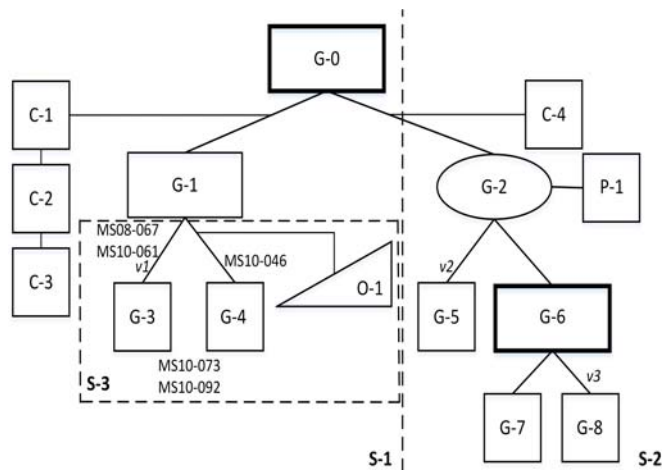 G-0
C-1
C-4
G-1
G-2
P-1
C-2
MS08-067
MS10-061
v1
MS10-046
v2
C-3
O-1
G-3
G-4
G-5
G-6
MS10-073
MS10-092
v3
S-3
G-7
G-8
S-1
S-2